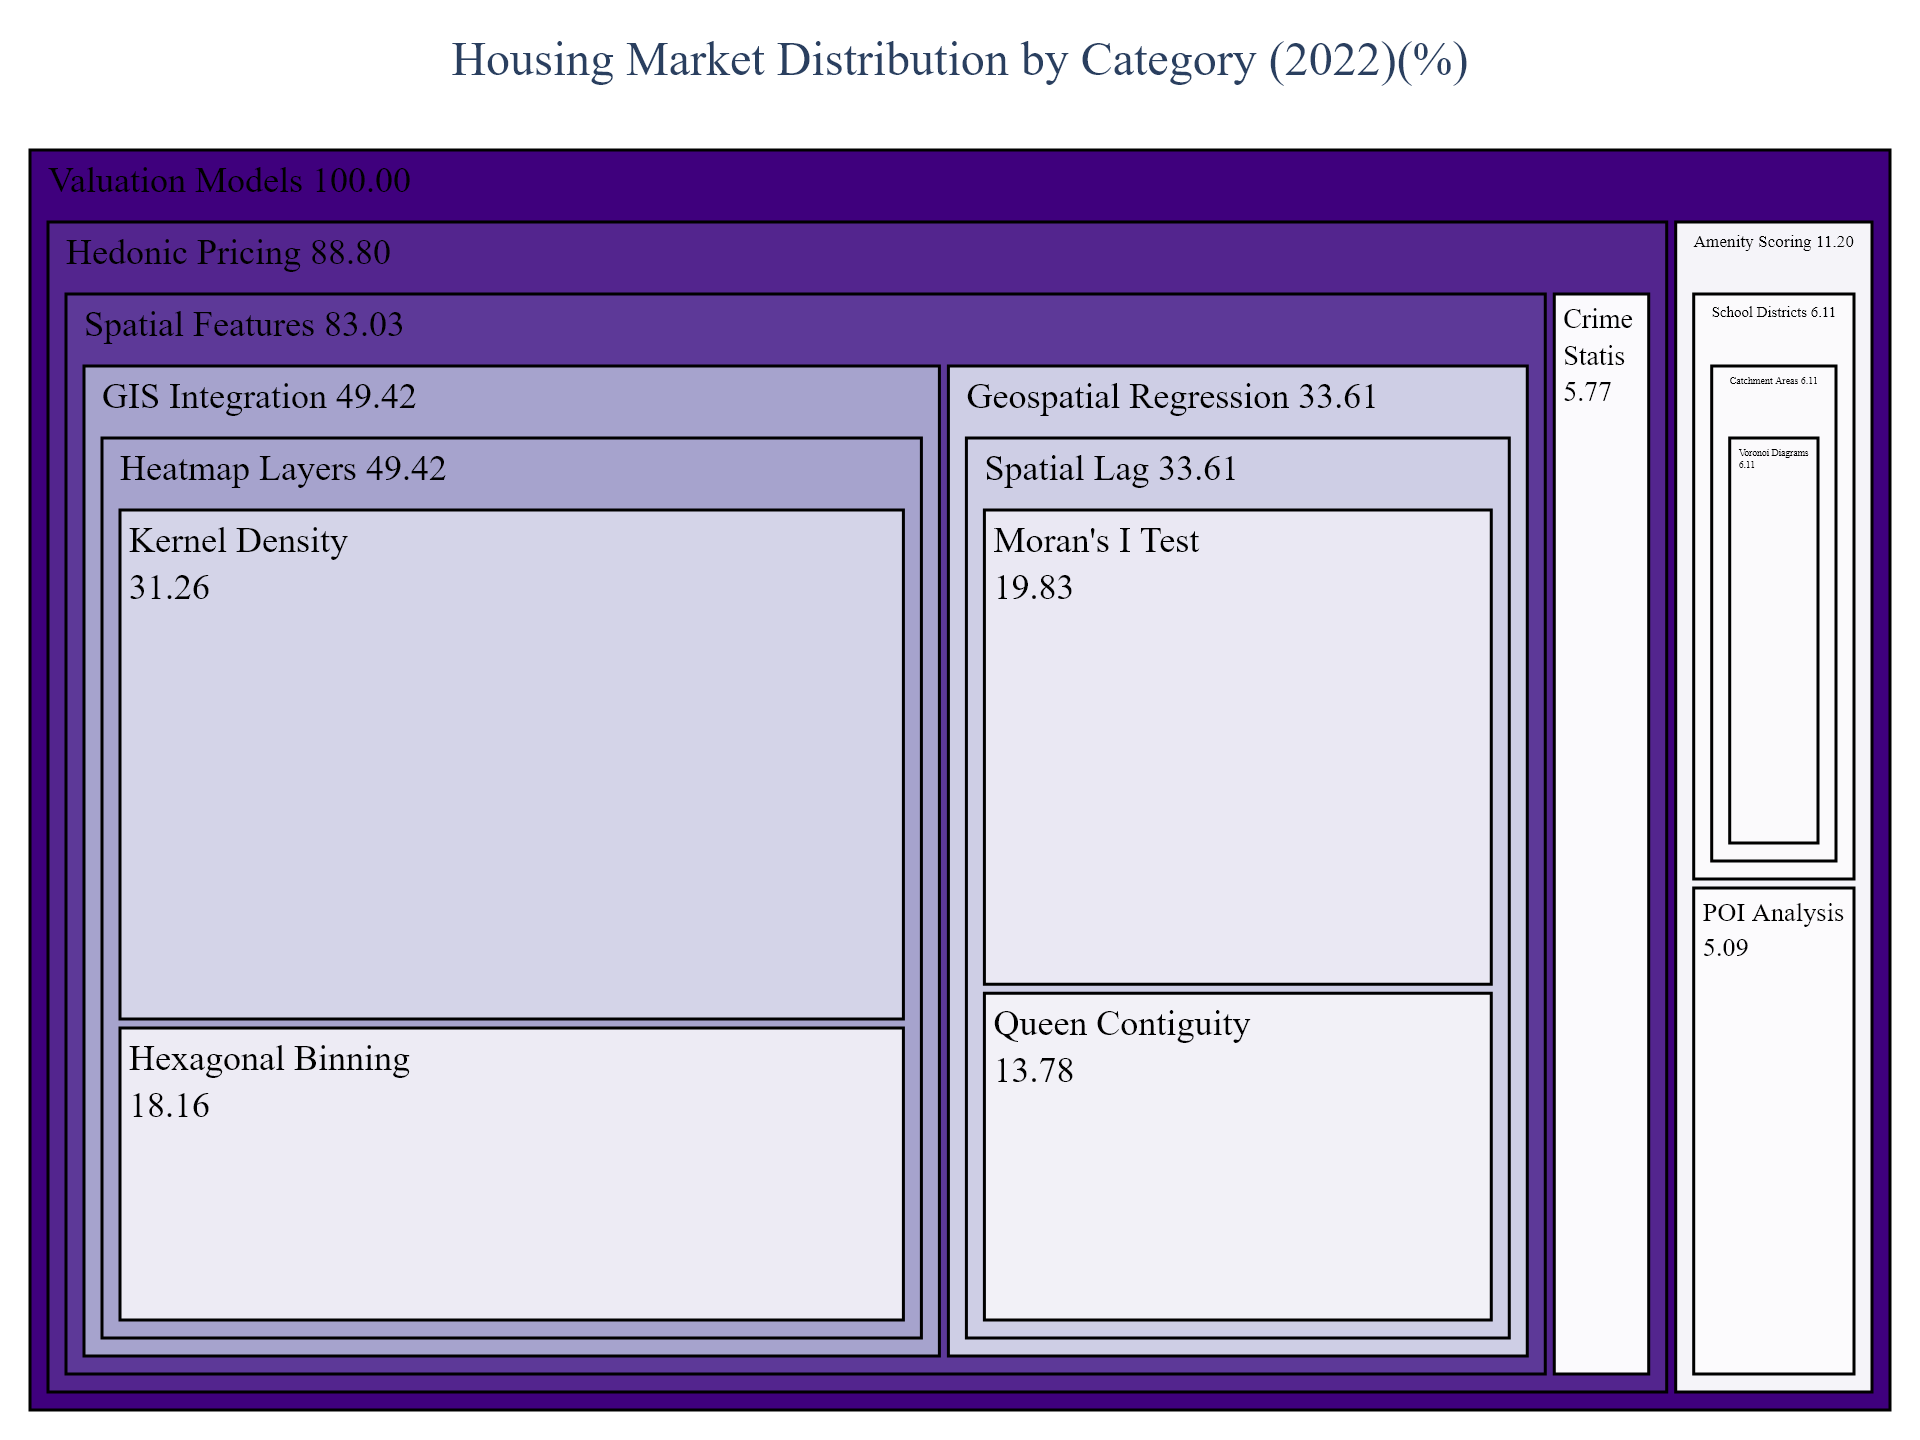 Housing Market Distribution by Category (2022)(%)
Valuation Models 100.00
Hedonic Pricing 88.80
Spatial Features 83.03
GIS Integration 49.42
Heatmap Layers 49.42
Kernel Density
31.26
Hexagonal Binning
18.16
Geospatial Regression 33.61
Spatial Lag 33.61
Moran's I Test
19.83
Queen Contiguity
13.78
Crime
Statis
5.77
Amenity Scoring 11.20
School Districts 6.11
Catchment Areas 6.11
Voronoi Diagrams
6.11
POI Analysis
5.09